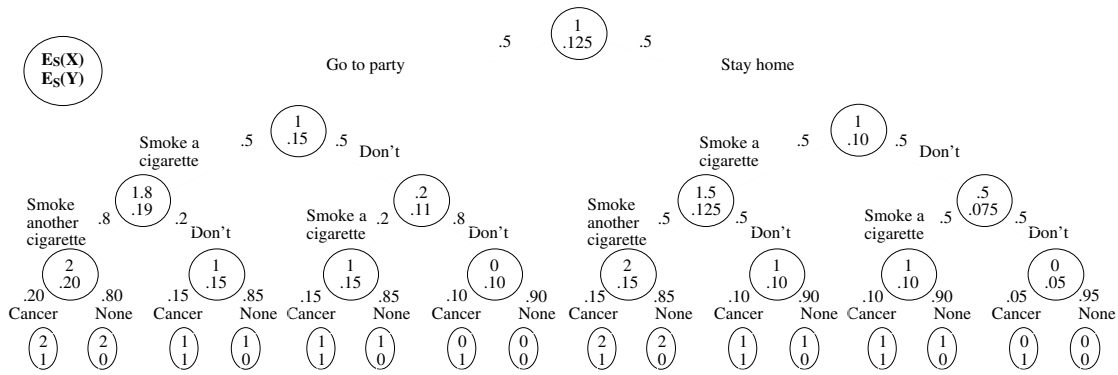 1
.5 .125 .5
Es(X)
Es(Y)
Go to party Stay home
1 1
.5 .15 .5 .5 .10 .5
Smoke a Smoke a
cigarette Don't cigarette Don't
1.8 .2 1.5 .5
.19 .11 .125 .075
Smoke Smoke
another .8 .2 Smoke a .2 .8 another .5 .5 Smoke a .5 .5
cigarette Don't cigarette Don't cigarette Don't cigarette Don't
2 1 1 0 2 1 1 0
.20 .15 .15 .10 .15 .10 .10 .05
.20 .80 .15 .85 .15 .85 .10 .90 .15 .85 .10 .90 .10 .90 .05 .95
Cancer None Cancer None Cancer None Cancer None Cancer None Cancer None Cancer None Cancer None
2 2 1 1 1 1 0 0 2 2 1 1 1 1 0 0
1 0 1 0 1 0 1 0 1 0 1 0 1 0 1 0